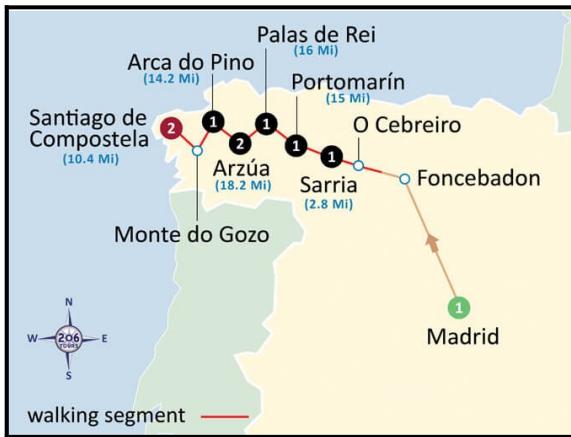 Palas de Rei
(16 Mi)
Arca do Pino
(14.2 Mi)
Portomarín
(15 Mi)
Santiago de
Compostela
(10.4 Mi)
O Cebreiro
Arzúa
(18.2 Mi)
Sarria
(2.8 Mi)
Foncebadon
Monte do Gozo
2
1
2
1
1
1
1
Madrid
N
W
206
TOURS
E
S
walking segment